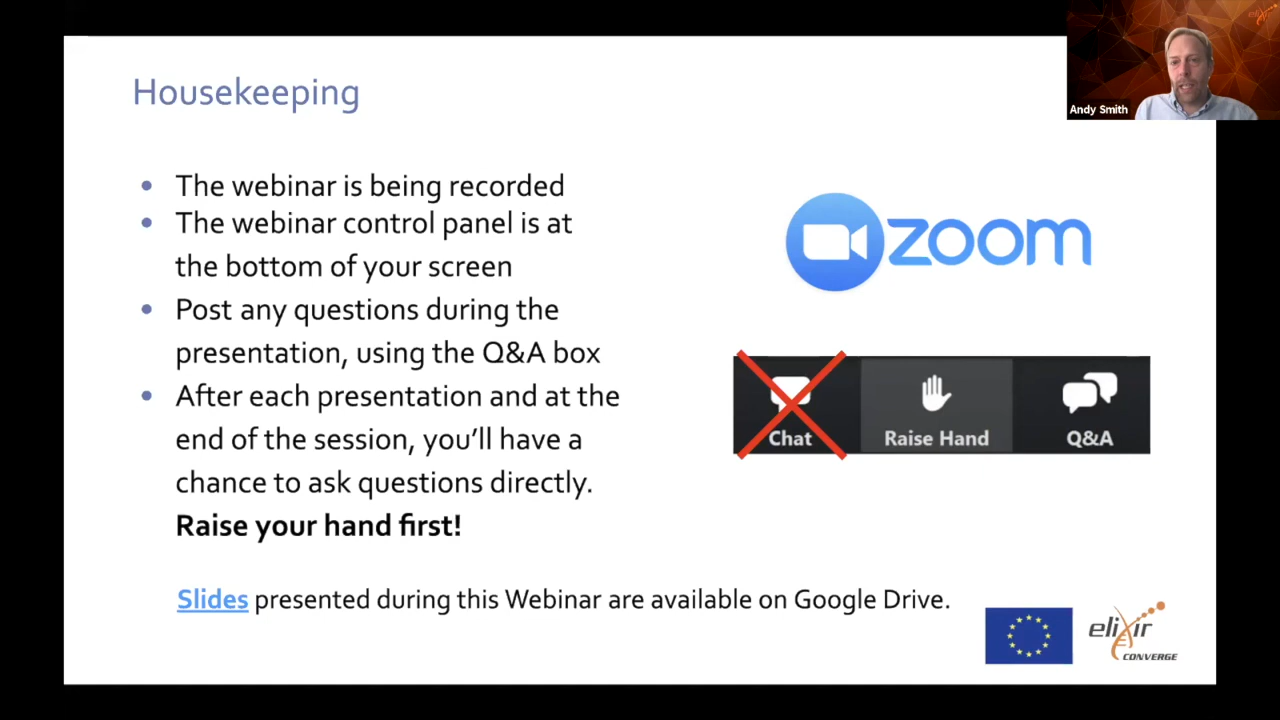 elixir
Andy Smith
Housekeeping
• The webinar is being recorded
• The webinar control panel is at
the bottom of your screen
• Post any questions during the
presentation, using the Q&A box
• After each presentation and at the
end of the session, you'll have a
chance to ask questions directly.
Raise your hand first!
zoom
Chat Raise Hand Q&A
Slides presented during this Webinar are available on Google Drive.
elixir
CONVERGE